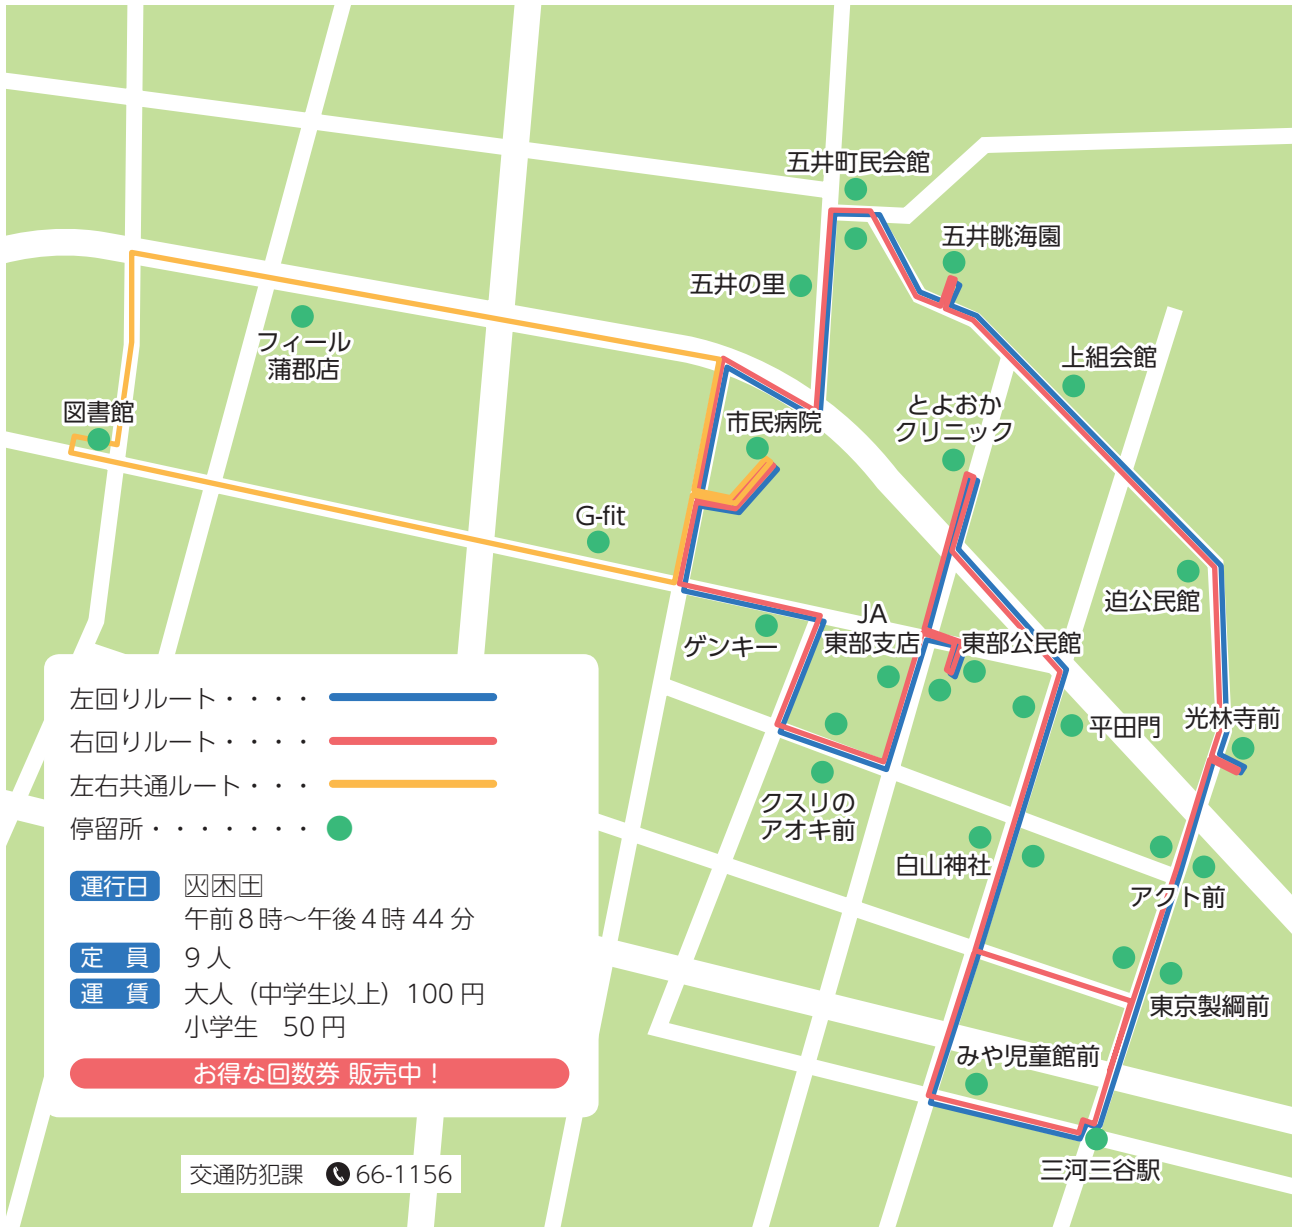 五井町民会館
五井眺海園
五井の里
フィール
蒲郡店
上組会館
図書館
市民病院
とよおか
クリニック
G-fit
迫公民館
ゲンキー
JA
東部支店
東部公民館
平田門
光林寺前
クスリの
アオキ前
白山神社
アクト前
東京製綱前
みや児童館前
三河三谷駅
左回りルート・・・・
右回りルート・・・・
左右共通ルート・・・
停留所・・・・・・・
運行日 火木土
午前8時～午後4時44分
定 員 9人
運 賃 大人（中学生以上）100円
小学生 50円
お得な回数券 販売中！
交通防犯課 66-1156